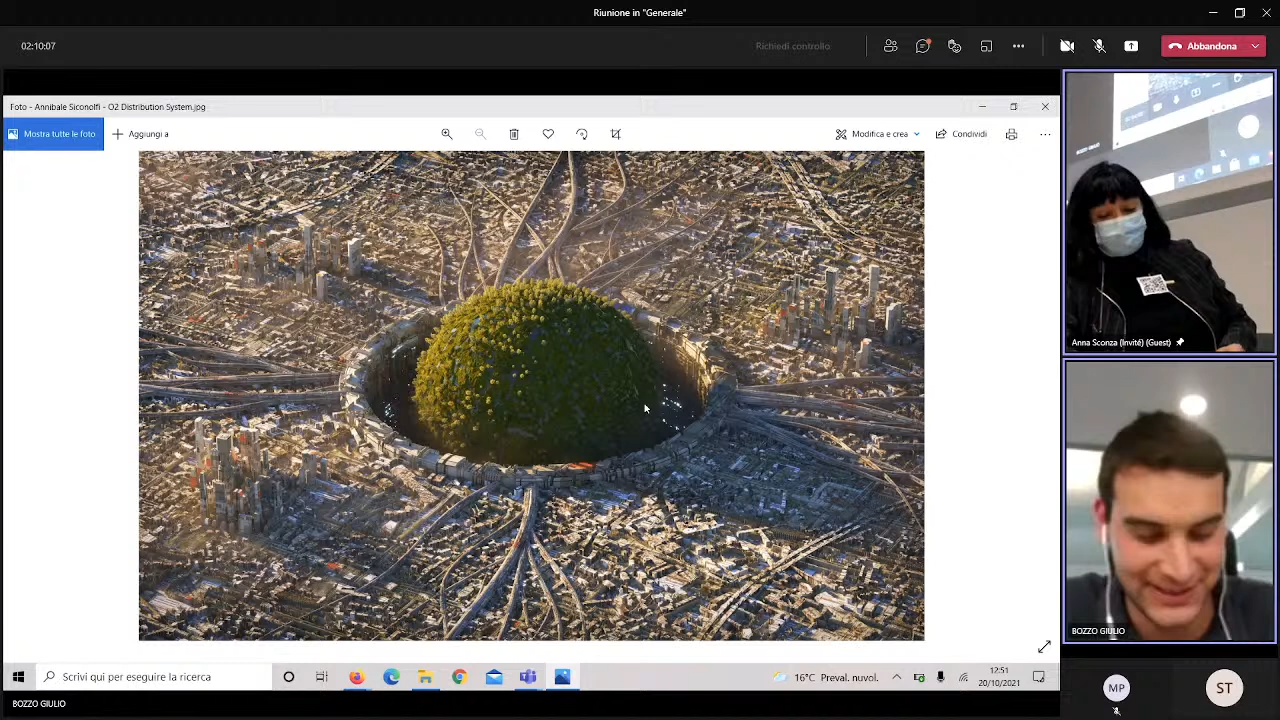 Riunione in "Generale"
02:10:07
Richiedi controllo
Abbandona
Foto - Annibale Siconolfi - O2 Distribution System.jpg
Mostra tutte le foto
Aggiungi a
Modifica e crea
Condividi
Anna Sconza (Invité) (Guest)
BOZZO GIULIO
MP
ST
Scrivi qui per eseguire la ricerca
16°C Preval. nuvol.
12:51
20/10/2021
BOZZO GIULIO